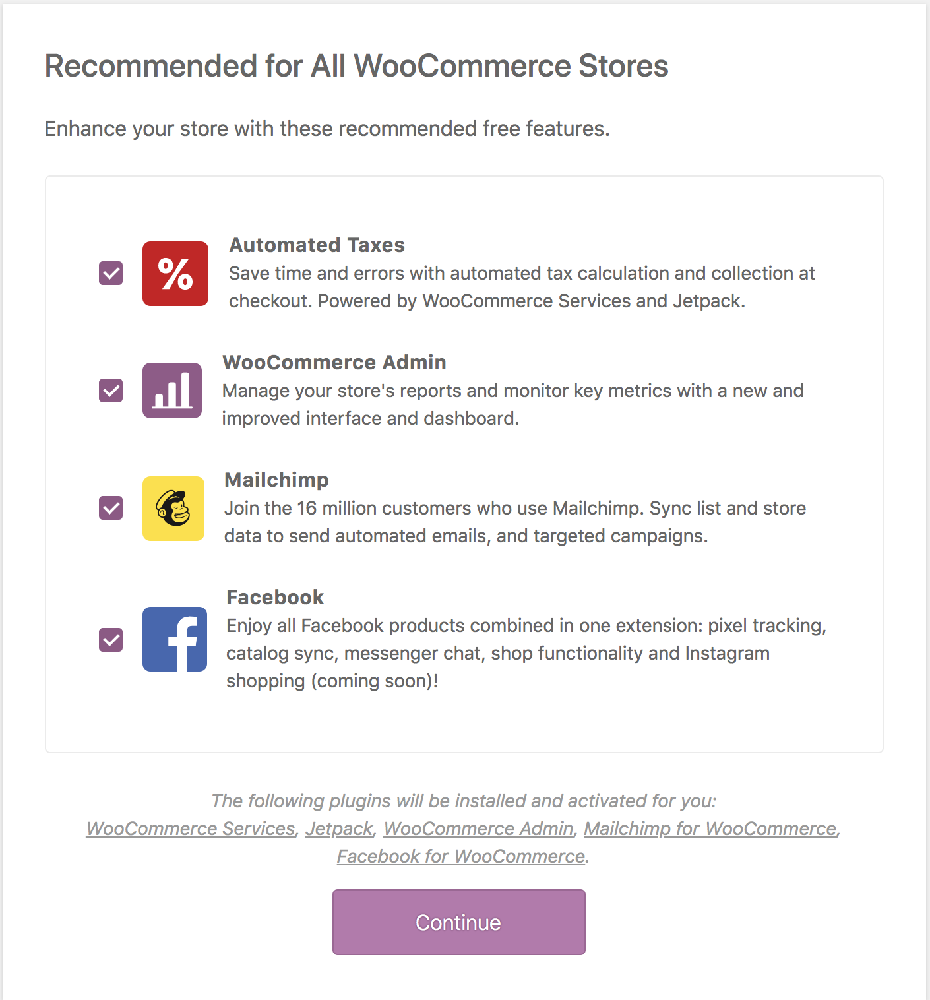 Recommended for All WooCommerce Stores
Enhance your store with these recommended free features.
%
Automated Taxes
Save time and errors with automated tax calculation and collection at
checkout. Powered by WooCommerce Services and Jetpack.
WooCommerce Admin
Manage your store's reports and monitor key metrics with a new and
improved interface and dashboard.
Mailchimp
Join the 16 million customers who use Mailchimp. Sync list and store
data to send automated emails, and targeted campaigns.
f
Facebook
Enjoy all Facebook products combined in one extension: pixel tracking,
catalog sync, messenger chat, shop functionality and Instagram
shopping (coming soon)!
The following plugins will be installed and activated for you:
WooCommerce Services, Jetpack, WooCommerce Admin, Mailchimp for WooCommerce,
Facebook for WooCommerce.
Continue